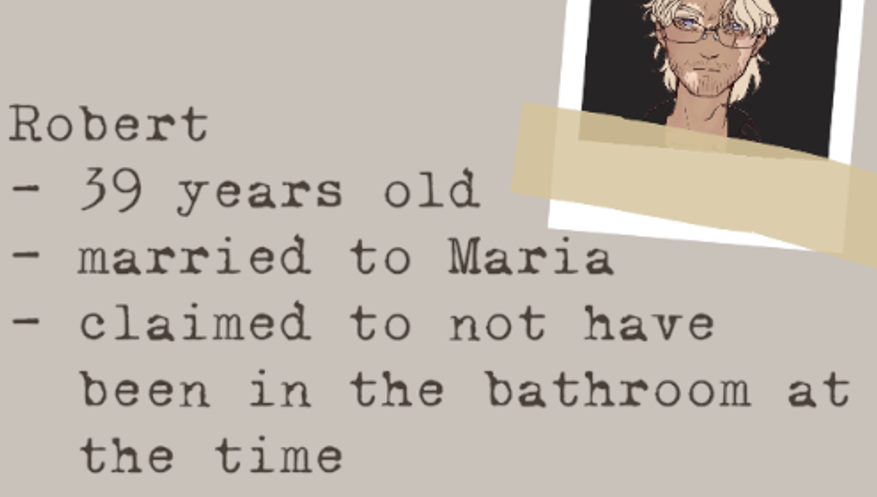 Robert
- 39 years old
- married to Maria
- claimed to not have
been in the bathroom at
the time